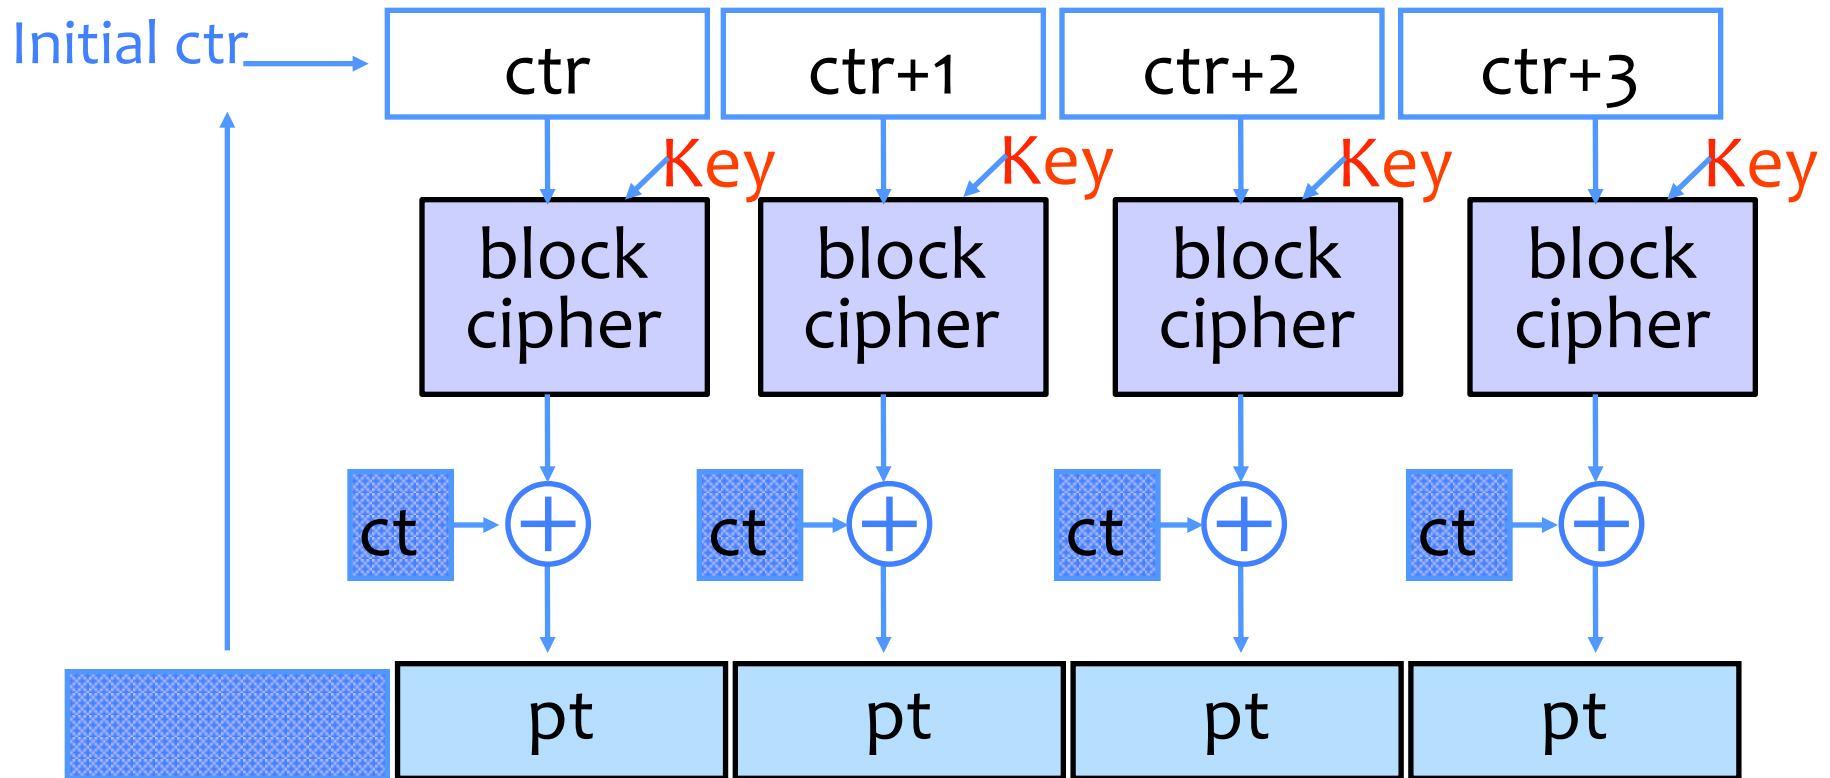 Initial ctr
ctr
ctr+1
ctr+2
ctr+3
Key
Key
Key
Key
block
cipher
block
cipher
block
cipher
block
cipher
ct
ct
ct
ct
pt
pt
pt
pt